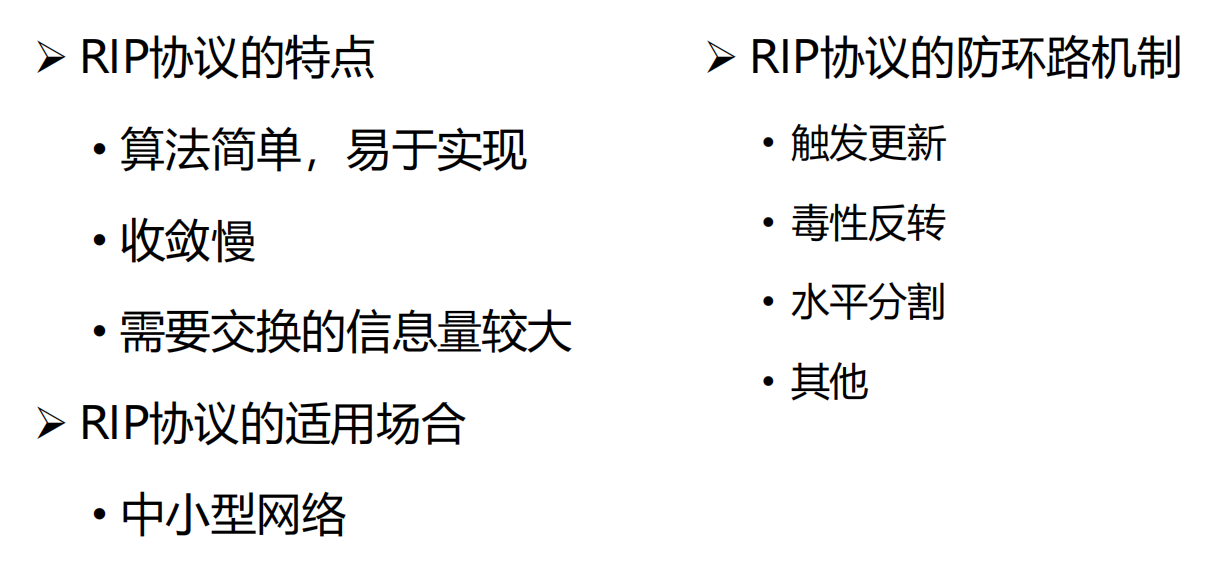 ➢ RIP协议的特点
• 算法简单，易于实现
• 收敛慢
• 需要交换的信息量较大
➢ RIP协议的适用场合
• 中小型网络
➢ RIP协议的防环路机制
• 触发更新
• 毒性反转
• 水平分割
• 其他